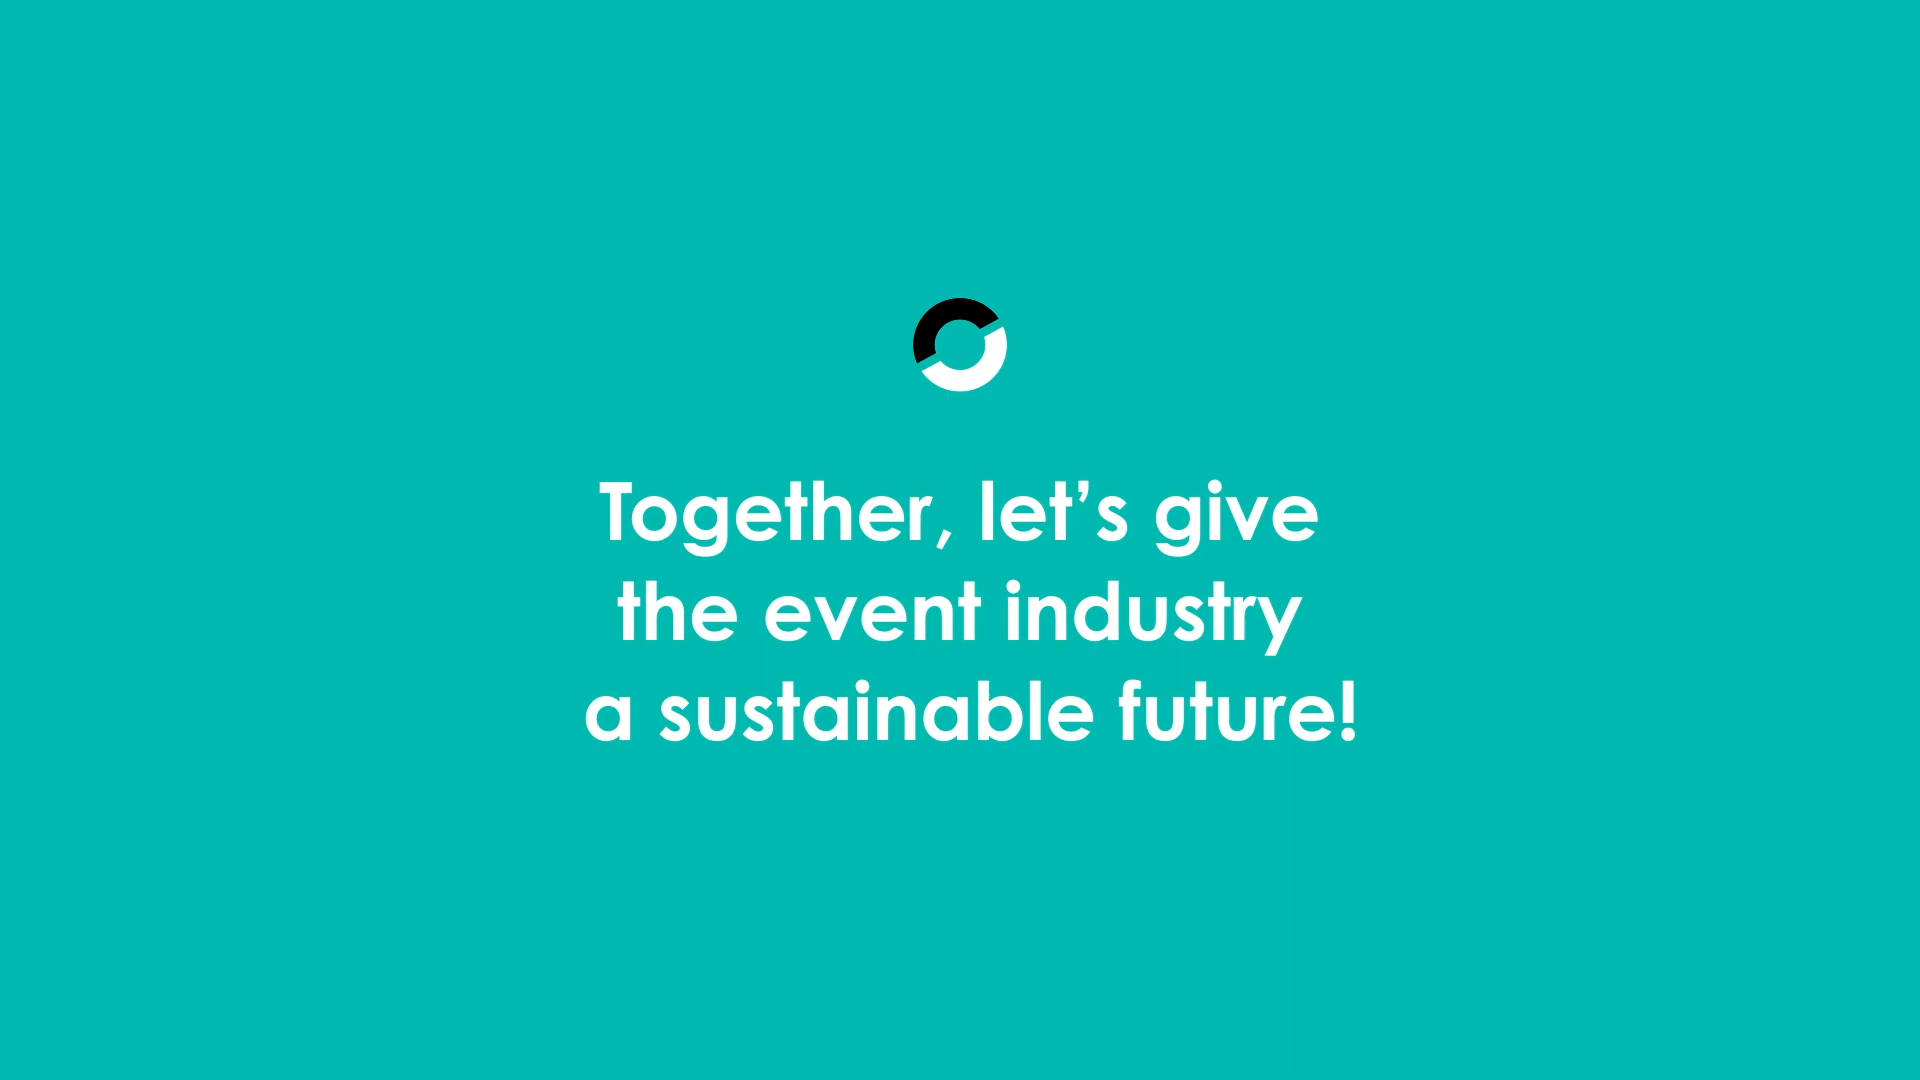 Together, let’s give
the event industry
a sustainable future!